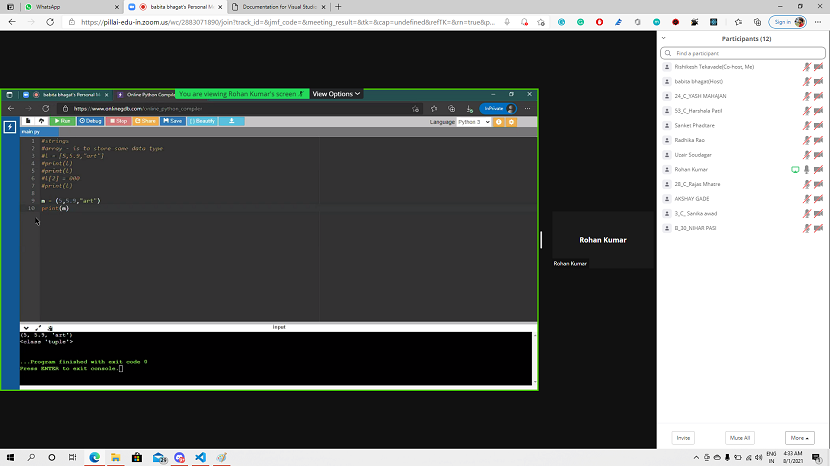 WhatsApp
babita bhagat's Personal M
Documentation for Visual Studi
https://pillai-edu-in.zoom.us/wc/2883071890/join?track_id=&jmf_code=&meeting_result=&tk=&cap=undefined&refTK=&rn=true&p...
Sign in
Participants (12)
Find a participant
Rishikesh Tekavade(Co-host, Me)
babita bhagat(Host)
24_C_YASH MAHAJAN
53_C_Harshala Patil
Sanket Phadtare
Radhika Rao
Uzair Soudagar
Rohan Kumar
28_C_Rajas Mhatre
AKSHAY GADE
3_C_ Sanika awad
B_30_NIHAR PASI
You are viewing Rohan Kumar's screen
View Options
babita bhagat's Personal M
Online Python Compile
https://www.onlinegdb.com/online_python_compiler
InPrivate
Run
Debug
Stop
Share
Save
{ } Beautify
Language
Python 3
main.py
1 #strings
2 #array - is to store same data type
3 #l = [5,5.9,"art"]
4 #print(l)
5 #print(l)
6 #l[2] = 000
7 #print(l)
8
9 m = (5,5.9,"art")
10 print(m)
input
(5, 5.9, 'art')
<class 'tuple'>
...Program finished with exit code 0
Press ENTER to exit console.
Rohan Kumar
Rohan Kumar
Invite
Mute All
More
29
ENG
IN
4:33 AM
8/1/2021